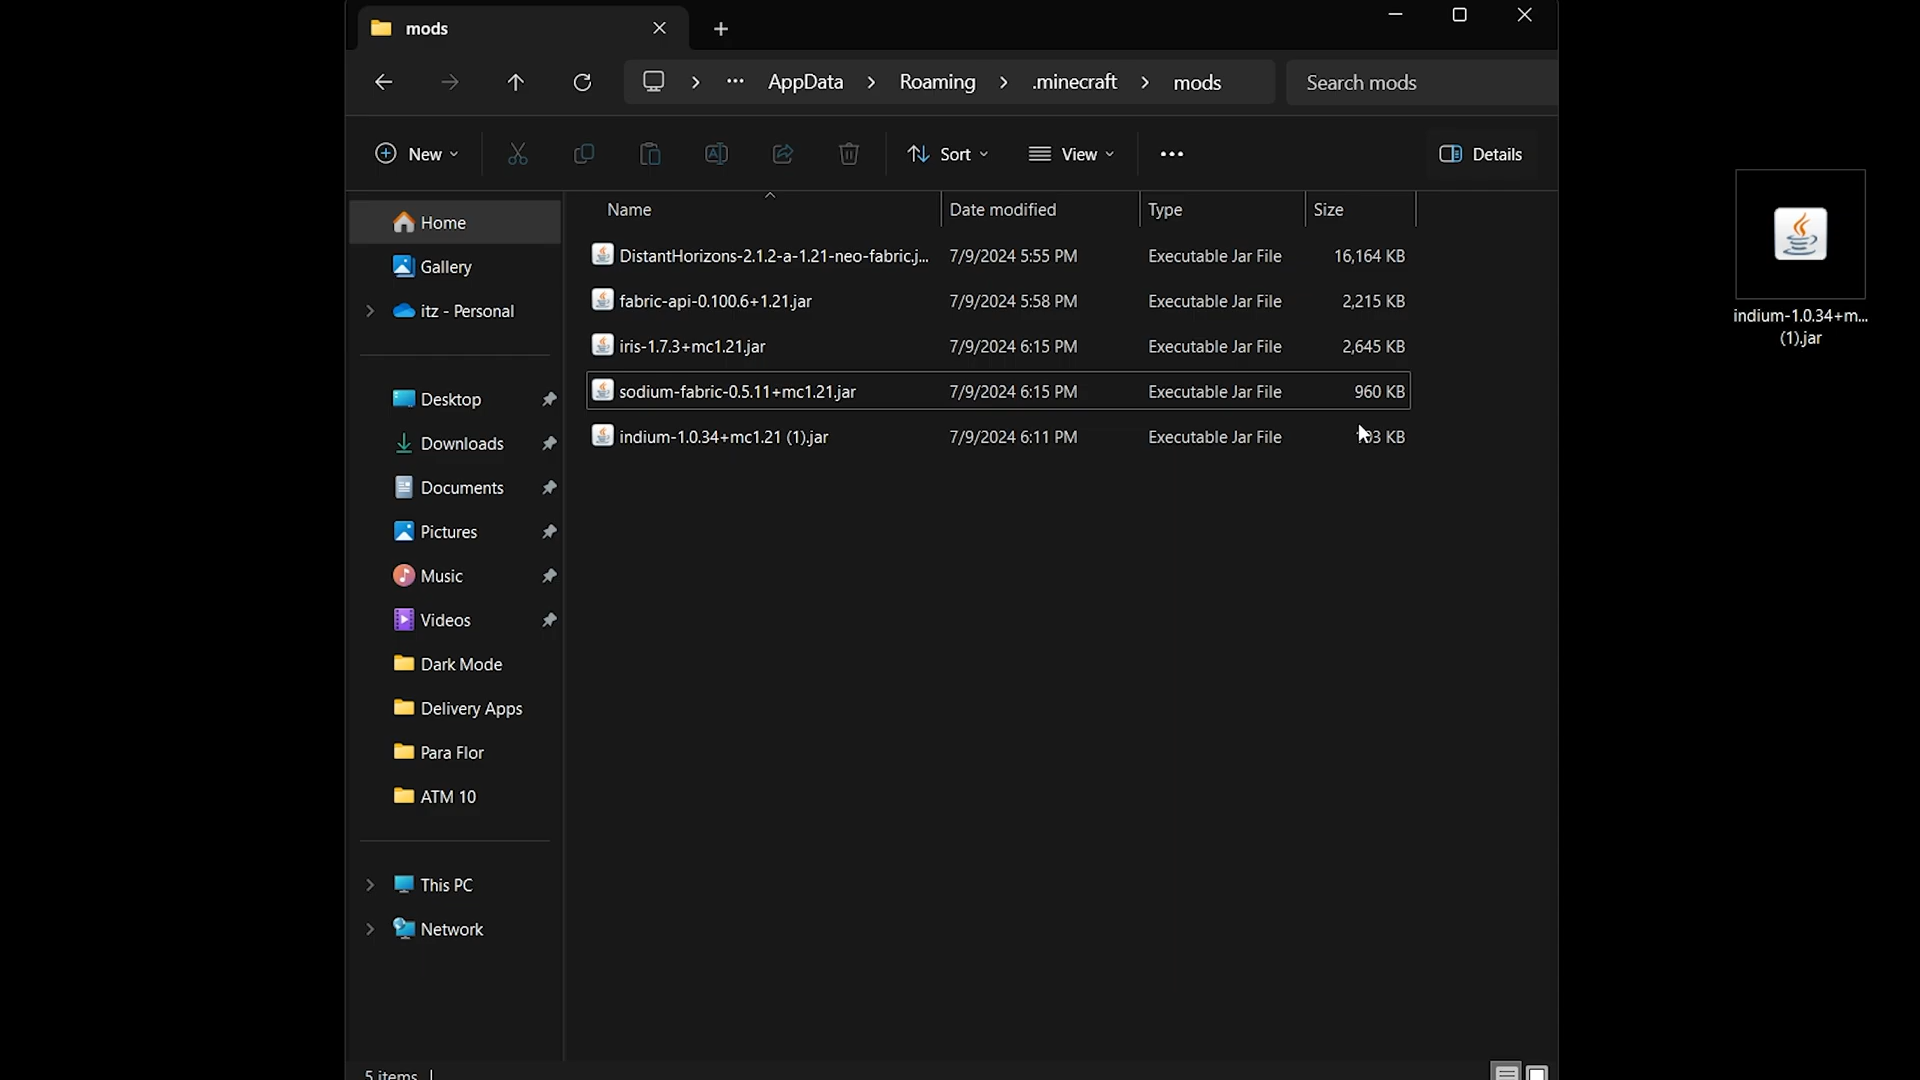 mods
AppData > Roaming > .minecraft > mods
Search mods
New
Sort
View
Details
Name Date modified Type Size
DistantHorizons-2.1.2-a-1.21-neo-fabric.j... 7/9/2024 5:55 PM Executable Jar File 16,164 KB
fabric-api-0.100.6+1.21.jar 7/9/2024 5:58 PM Executable Jar File 2,215 KB
iris-1.7.3+mc1.21.jar 7/9/2024 6:15 PM Executable Jar File 2,645 KB
sodium-fabric-0.5.11+mc1.21.jar 7/9/2024 6:15 PM Executable Jar File 960 KB
indium-1.0.34+mc1.21 (1).jar 7/9/2024 6:11 PM Executable Jar File KB
Home
Gallery
itz - Personal
Desktop
Downloads
Documents
Pictures
Music
Videos
Dark Mode
Delivery Apps
Para Flor
ATM 10
This PC
Network
5 items
indium-1.0.34+m...
(1).jar